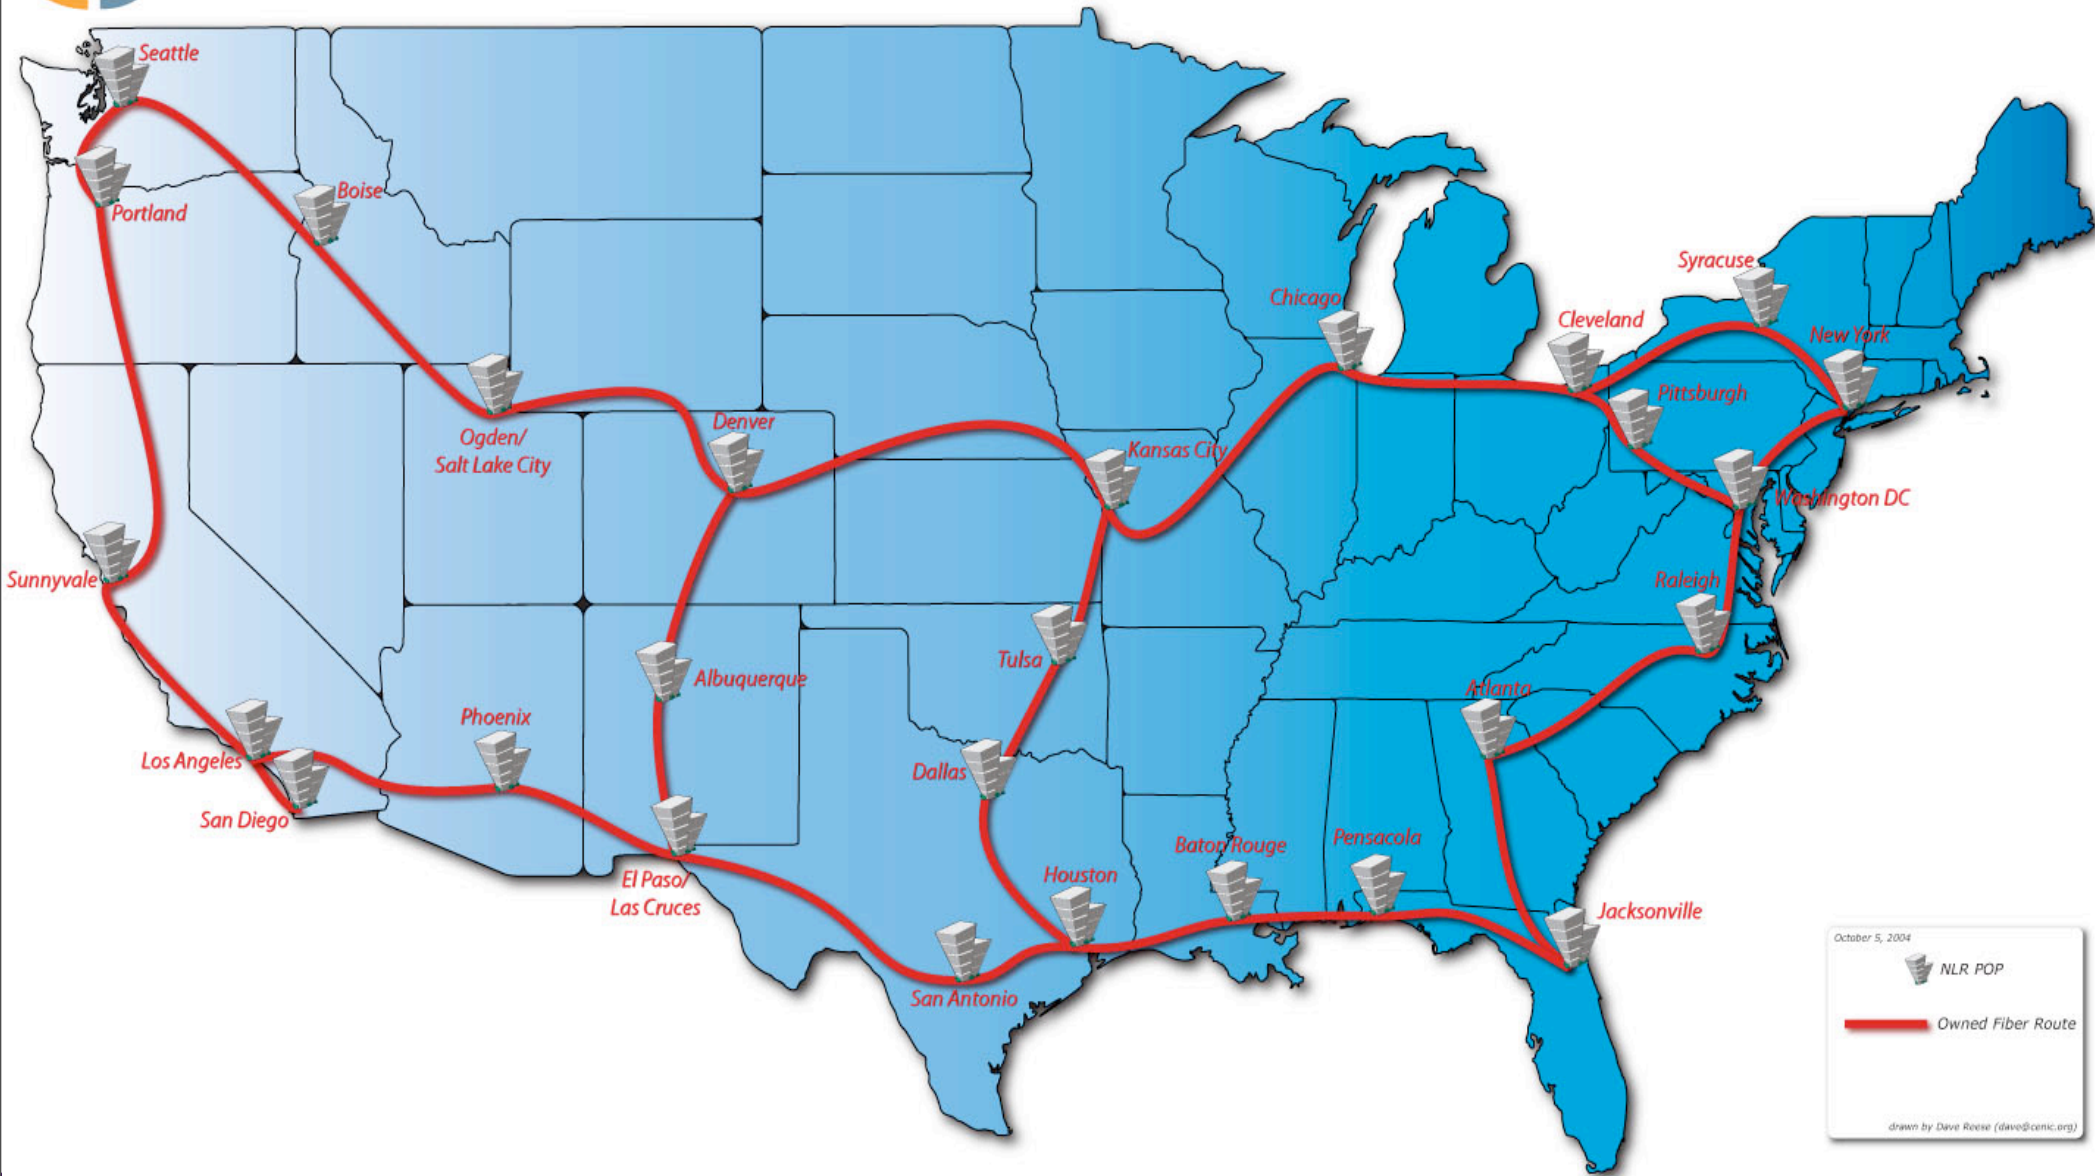 Seattle
Boise
Portland
Syracuse
Chicago
Cleveland
New York
Pittsburgh
Denver
Ogden/
Salt Lake City
Kansas City
Washington DC
Sunnyvale
Raleigh
Tulsa
Albuquerque
Atlanta
Phoenix
Los Angeles
Dallas
San Diego
Baton Rouge
Pensacola
Houston
El Paso/
Las Cruces
Jacksonville
San Antonio
October 5, 2004
NLR POP
Owned Fiber Route
drawn by Dave Reese (dave@cenic.org)